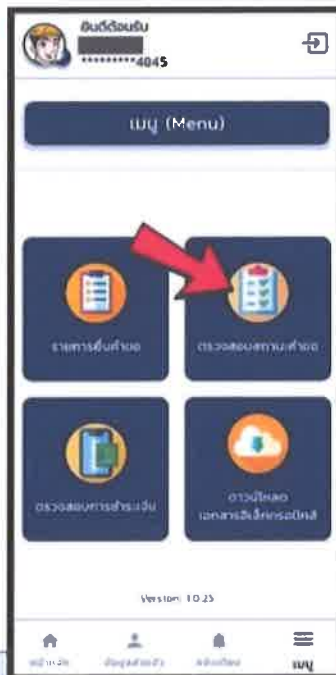 ยินดีต้อนรับ
*********4045
เมนู (Menu)
รายการยื่นคำขอ
ตรวจสอบสถานะคำขอ
ตรวจสอบการชำระเงิน
ดาวน์โหลด
เอกสารอิเล็กทรอนิกส์
Version: 1.0.25
หน้าหลัก
ข้อมูลส่วนตัว
แจ้งเตือน
เมนู